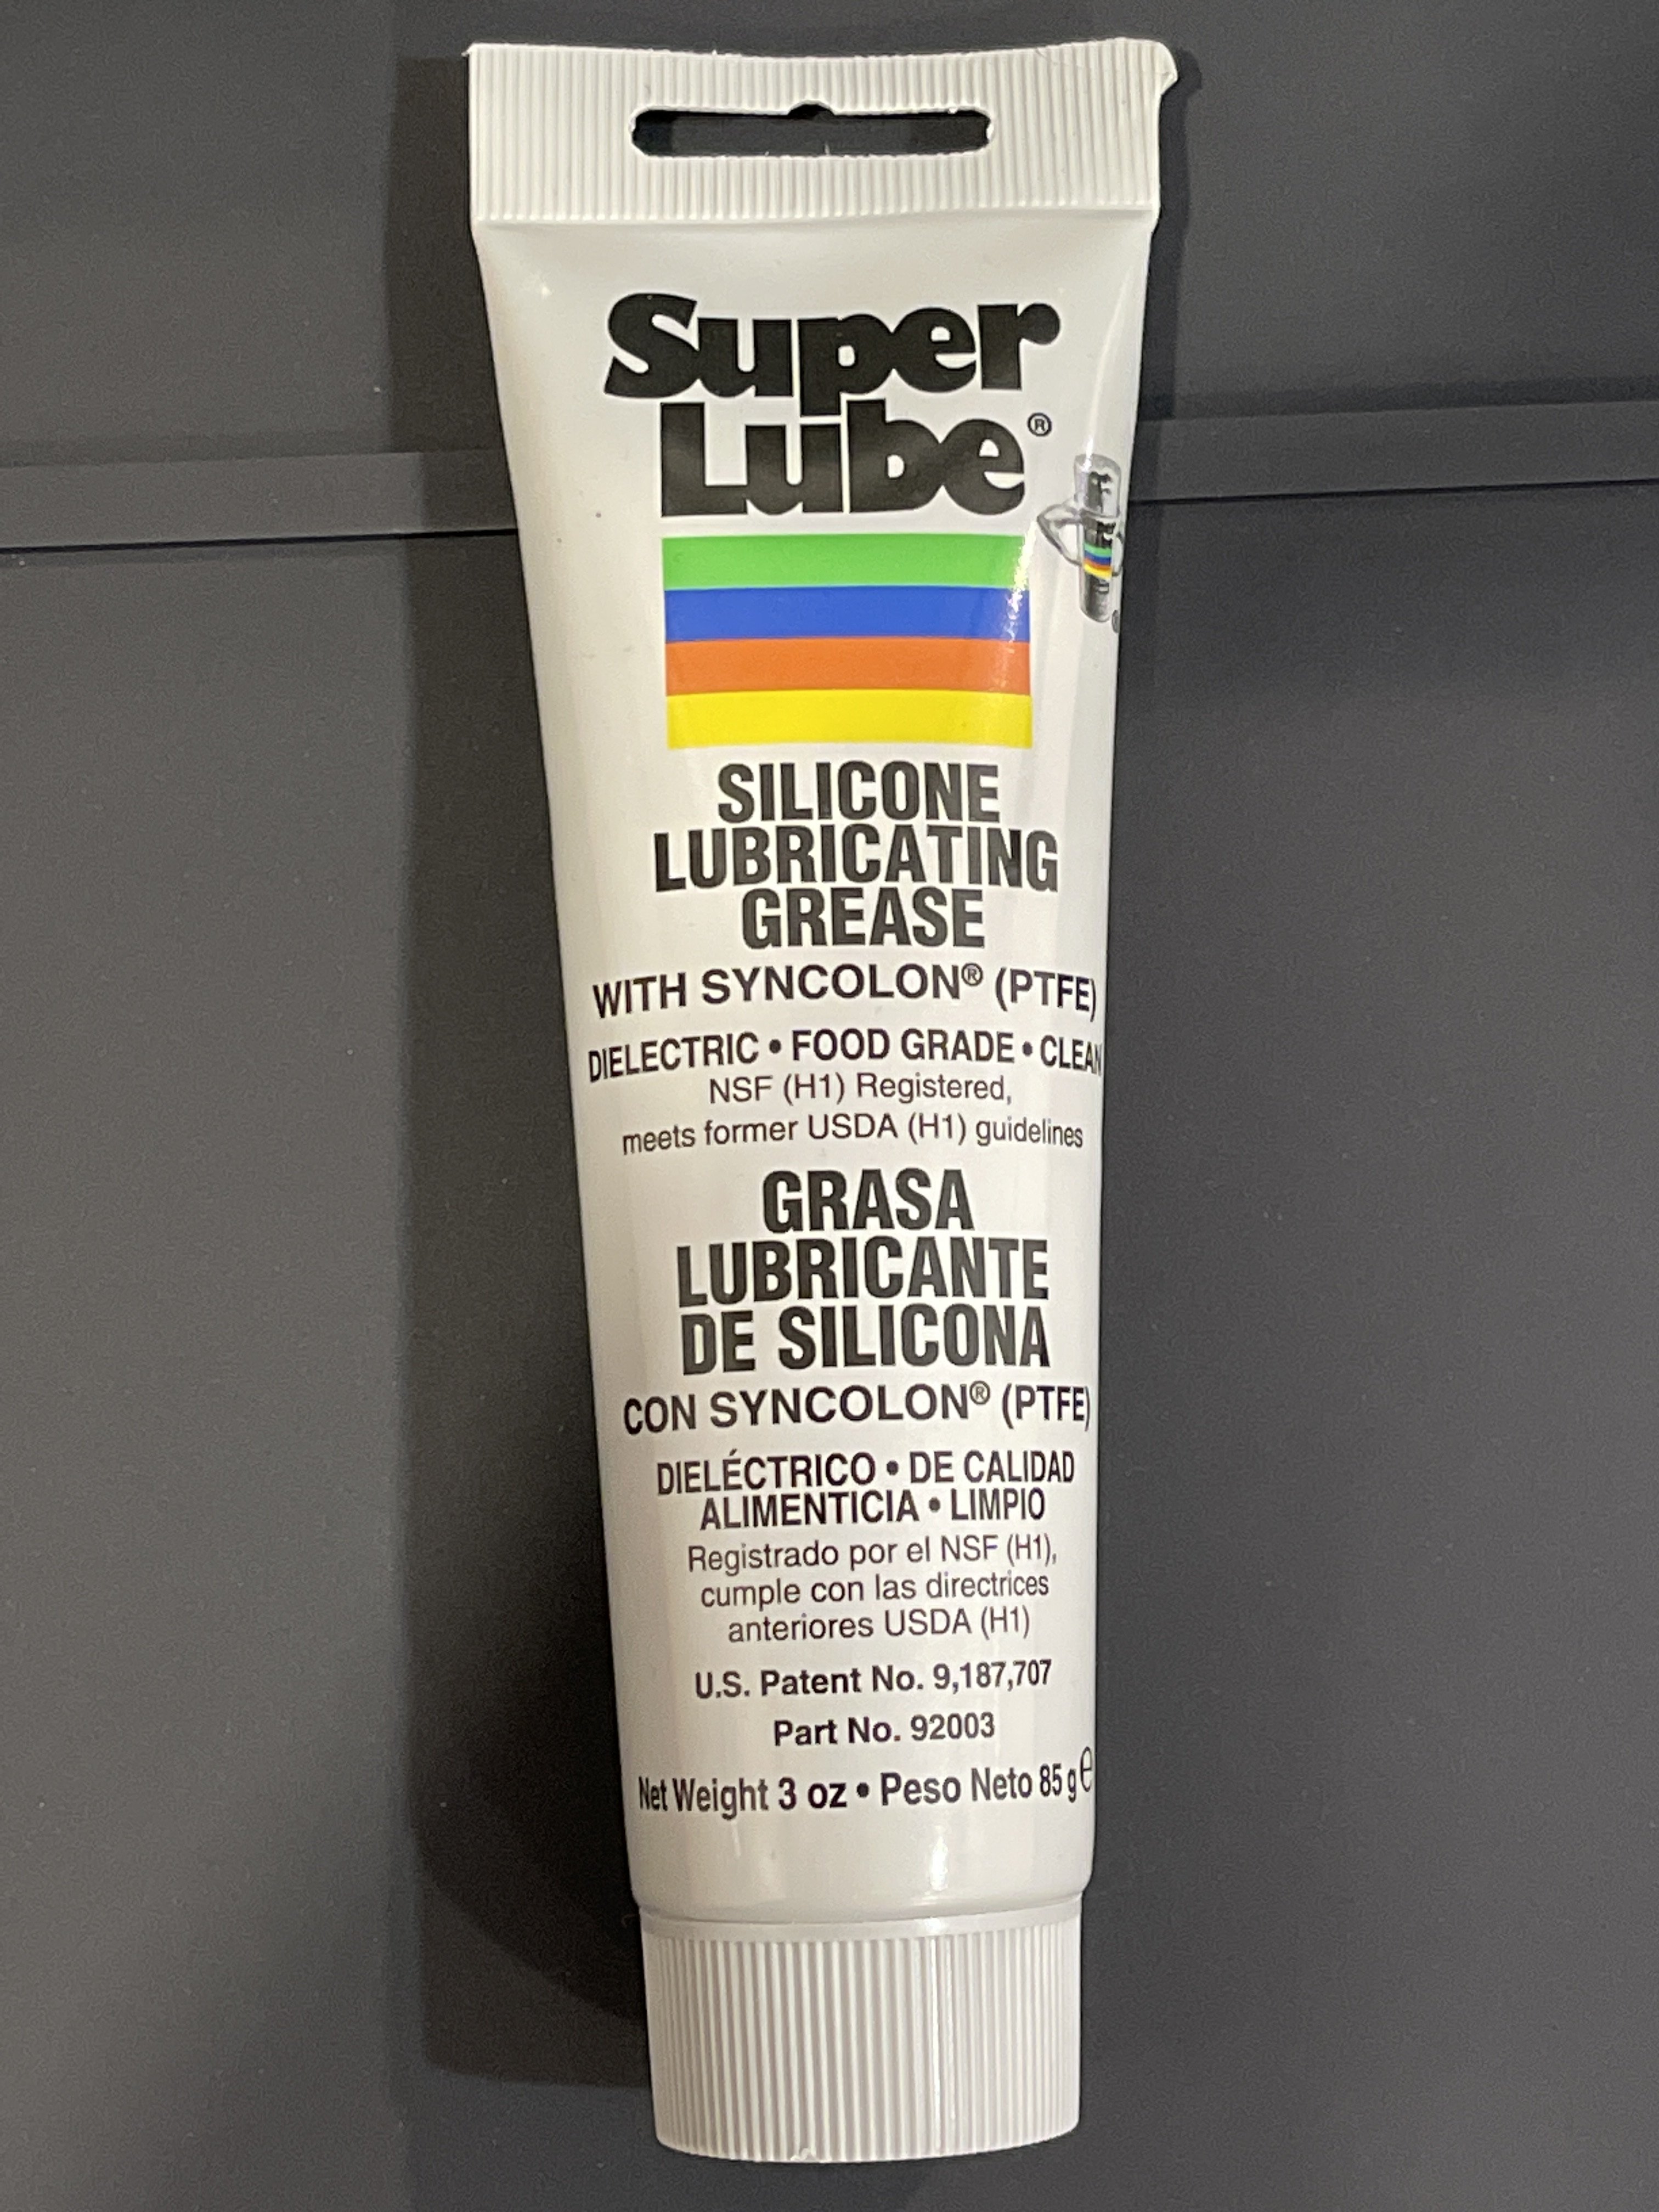 Super
Lube®
SILICONE
LUBRICATING
GREASE
WITH SYNCOLON® (PTFE)
DIELECTRIC • FOOD GRADE • CLEAN
NSF (H1) Registered,
meets former USDA (H1) guidelines
GRASA
LUBRICANTE
DE SILICONA
CON SYNCOLON® (PTFE)
DIELÉCTRICO • DE CALIDAD
ALIMENTICIA • LIMPIO
Registrado por el NSF (H1),
cumple con las directrices
anteriores USDA (H1)
U.S. Patent No. 9,187,707
Part No. 92003
Net Weight 3 oz • Peso Neto 85 g ℮